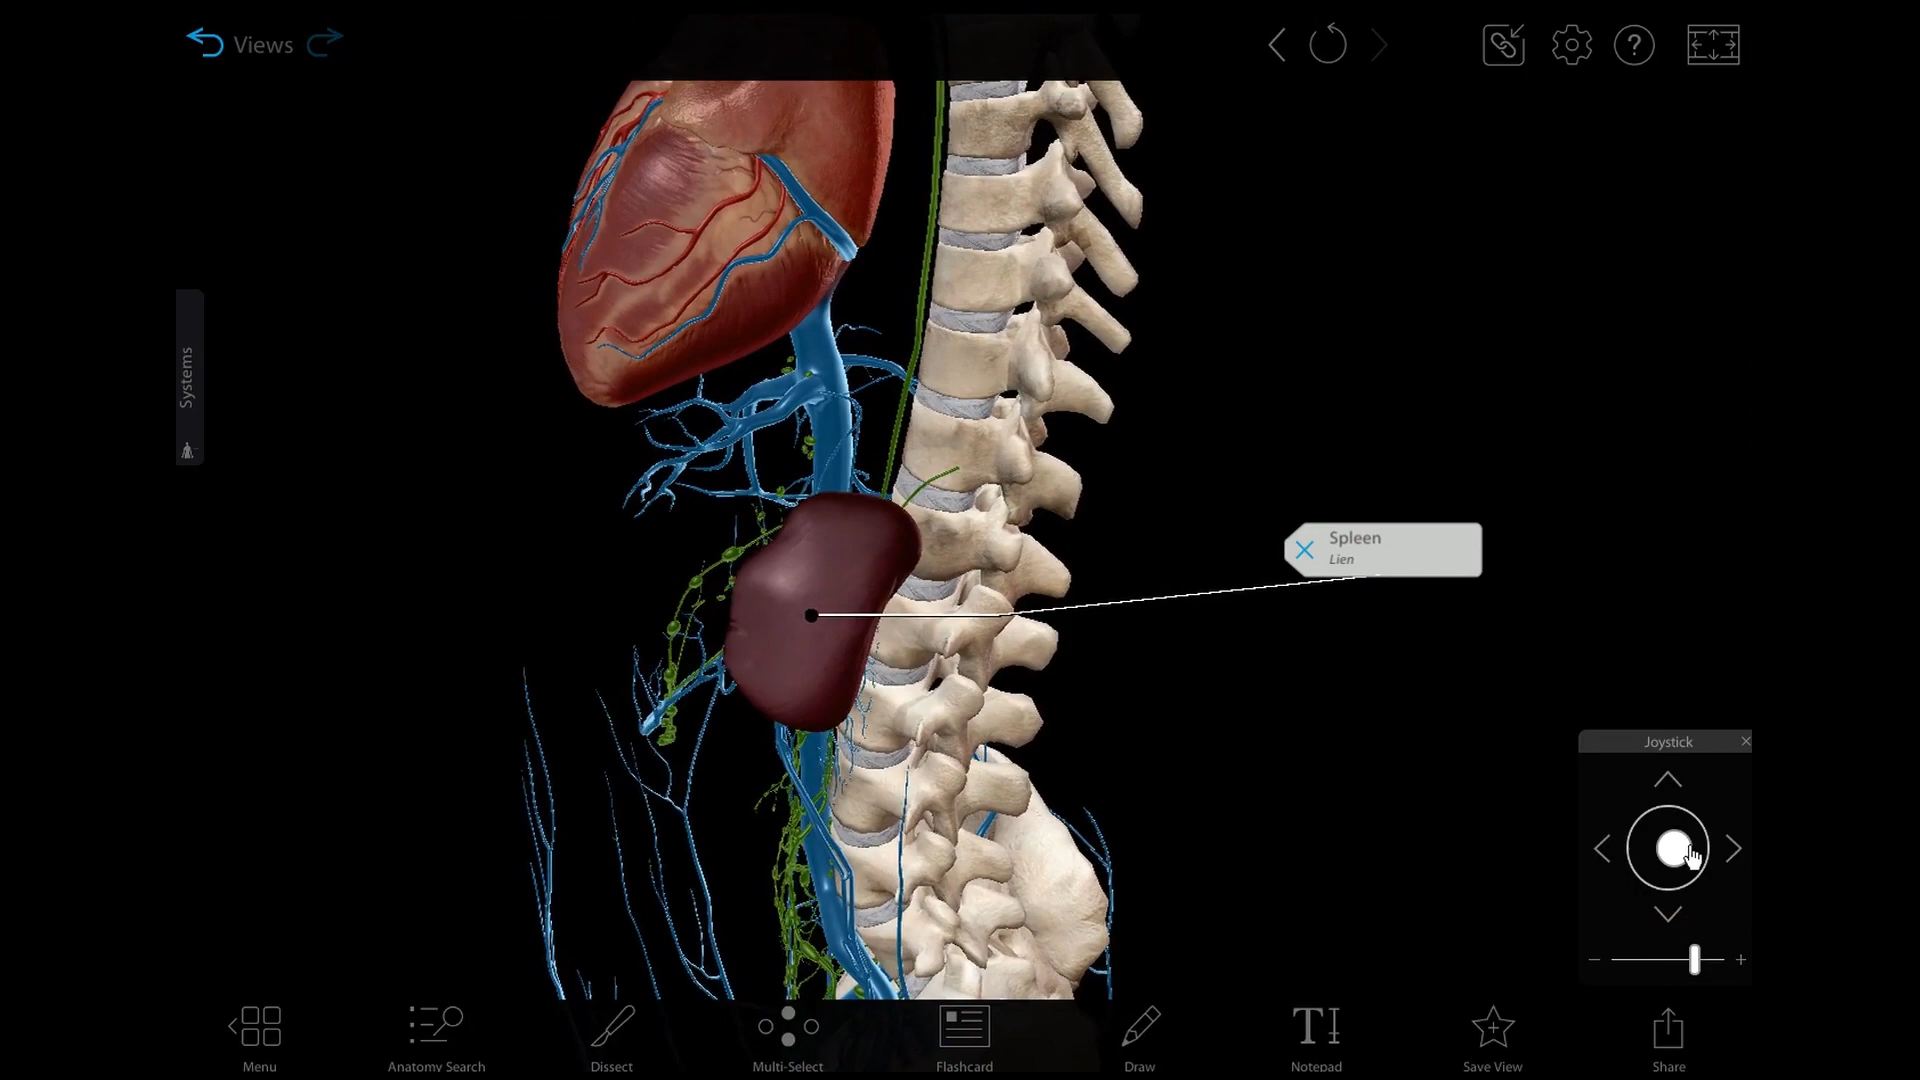 Views
?
Systems
Spleen
Lien
Joystick
Menu
Anatomy Search
Dissect
Multi-Select
Flashcard
Draw
Notepad
Save View
Share